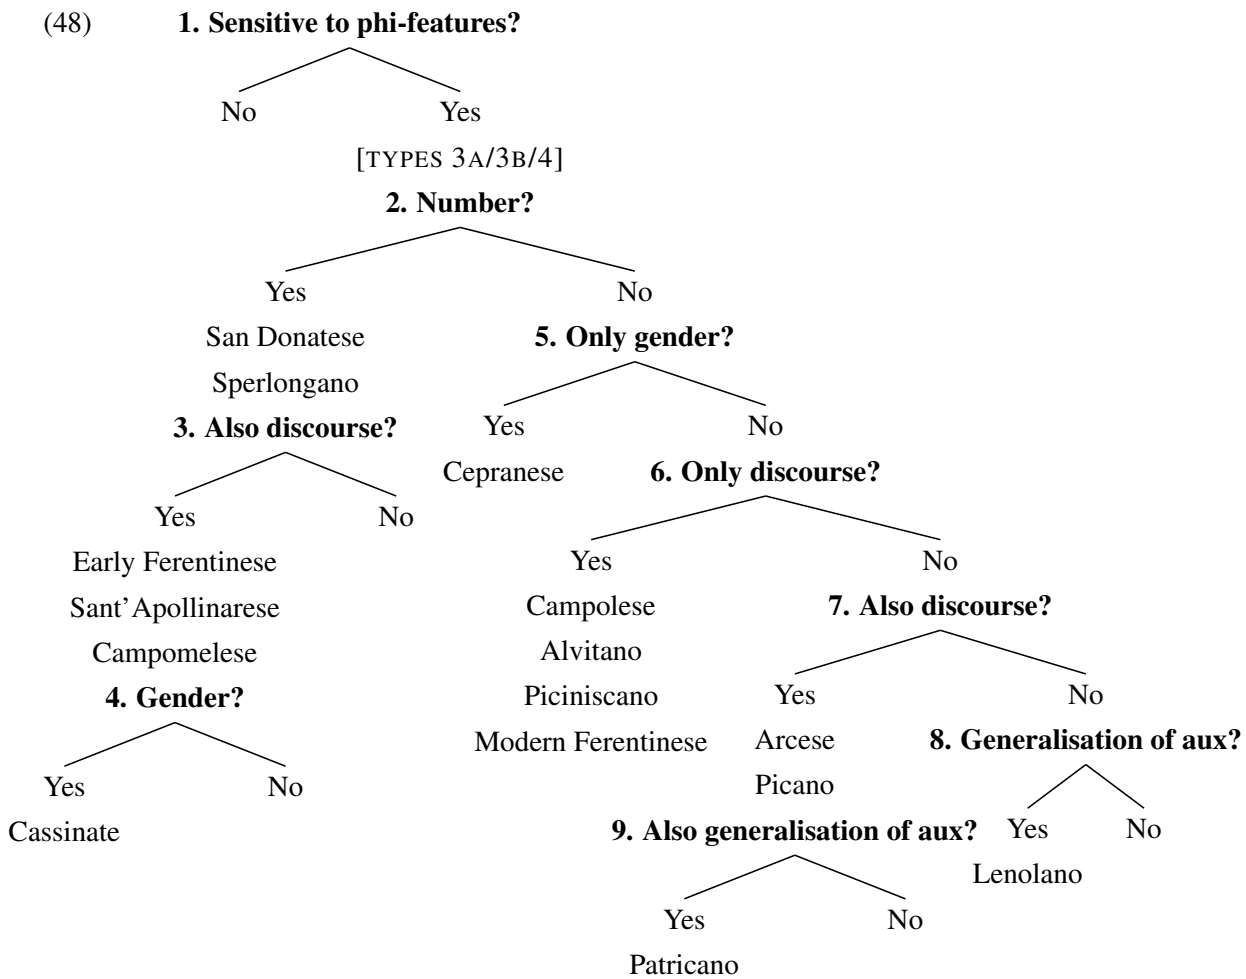 (48) 1. Sensitive to phi-features?
No Yes
[TYPES 3A/3B/4]
2. Number?
Yes No
San Donatese 5. Only gender?
Sperlongano
3. Also discourse? Yes No
Cepranese 6. Only discourse?
Yes No
Early Ferentinese Yes No
Sant'Apollinarese Campolese 7. Also discourse?
Campomelese Alvitano
4. Gender? Piciniscano Yes No
Modern Ferentinese Arcese 8. Generalisation of aux?
Yes No Picano
Cassinate 9. Also generalisation of aux? Yes No
Lenolano
Yes No
Patricano